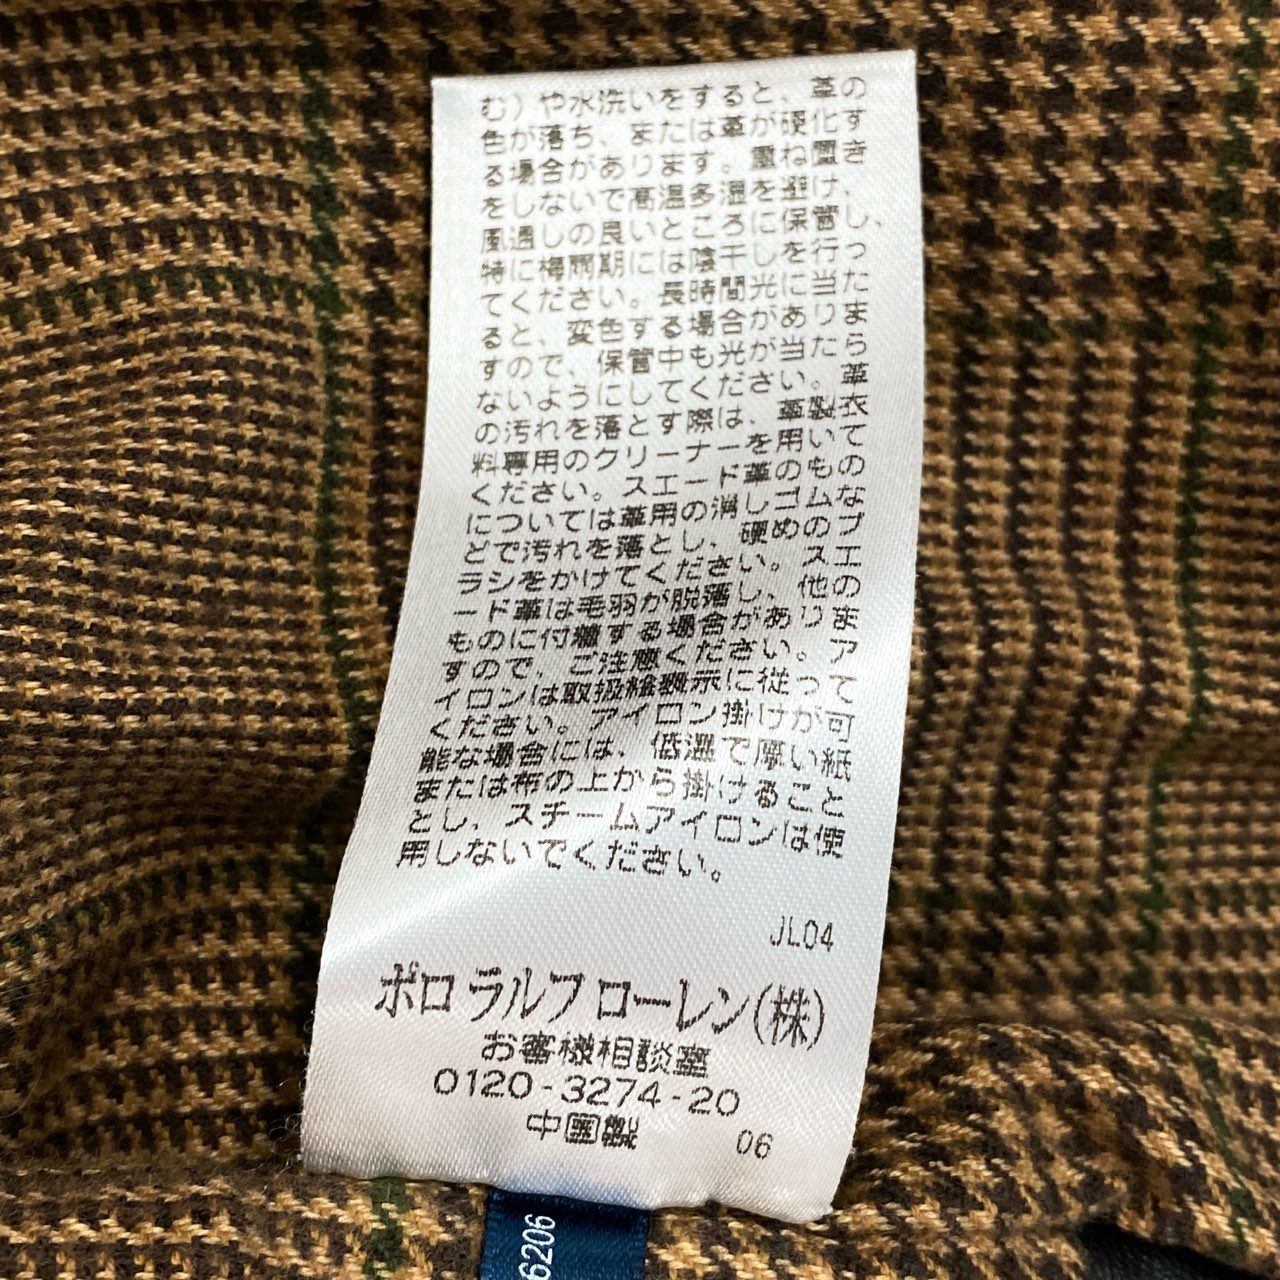 む）や水洗いをすると、革の
色が落ち、または革が硬化す
る場合があります。重ね置き
をしないで高温多湿を避け、
風通しの良いところに保管し、
特に梅雨期には陰干しを行っ
てください。長時間光に当た
ると、変色する場合がありま
すので、保管中も光が当たら
ないようにしてください。革
の汚れを落とす際は、革製衣
料専用のクリーナーを用いて
ください。スエード革のもの
については革用の消しゴムな
どで汚れを落とし、硬めのブ
ラシをかけてください。スエ
ード革は毛羽が脱落し、他の
ものに付着する場合がありま
すので、ご注意ください。ア
イロンは取扱絵表示に従って
ください。アイロン掛けが可
能な場合には、低温で厚い紙
または布の上から掛けること
とし、スチームアイロンは使
用しないでください。
JL04
ポロ ラルフ ローレン(株)
お客様相談室
0120-3274-20
中国製
06
6206